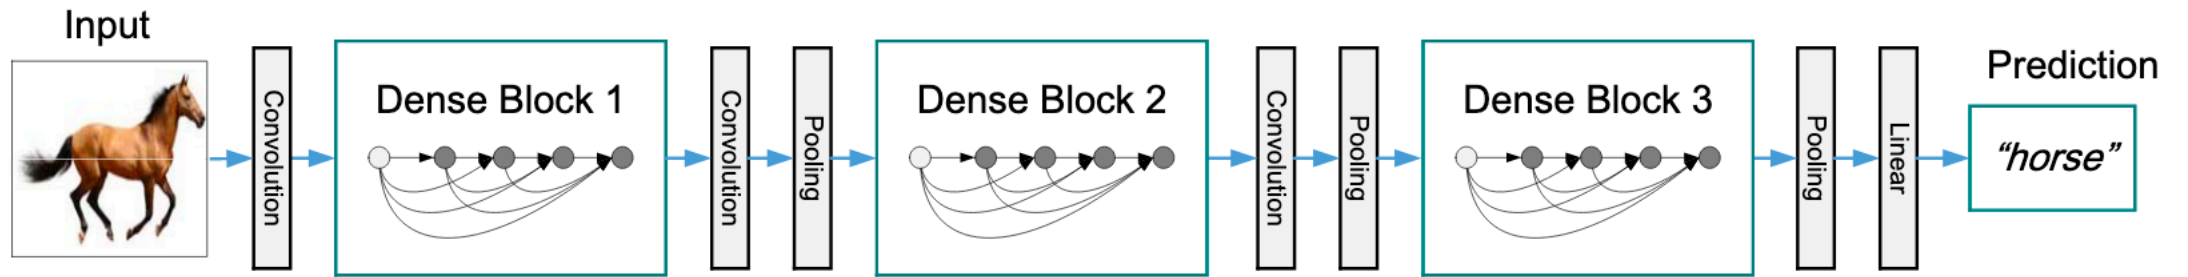 Input
Convolution
Dense Block 1
Convolution
Pooling
Dense Block 2
Convolution
Pooling
Dense Block 3
Pooling
Linear
Prediction
“horse”